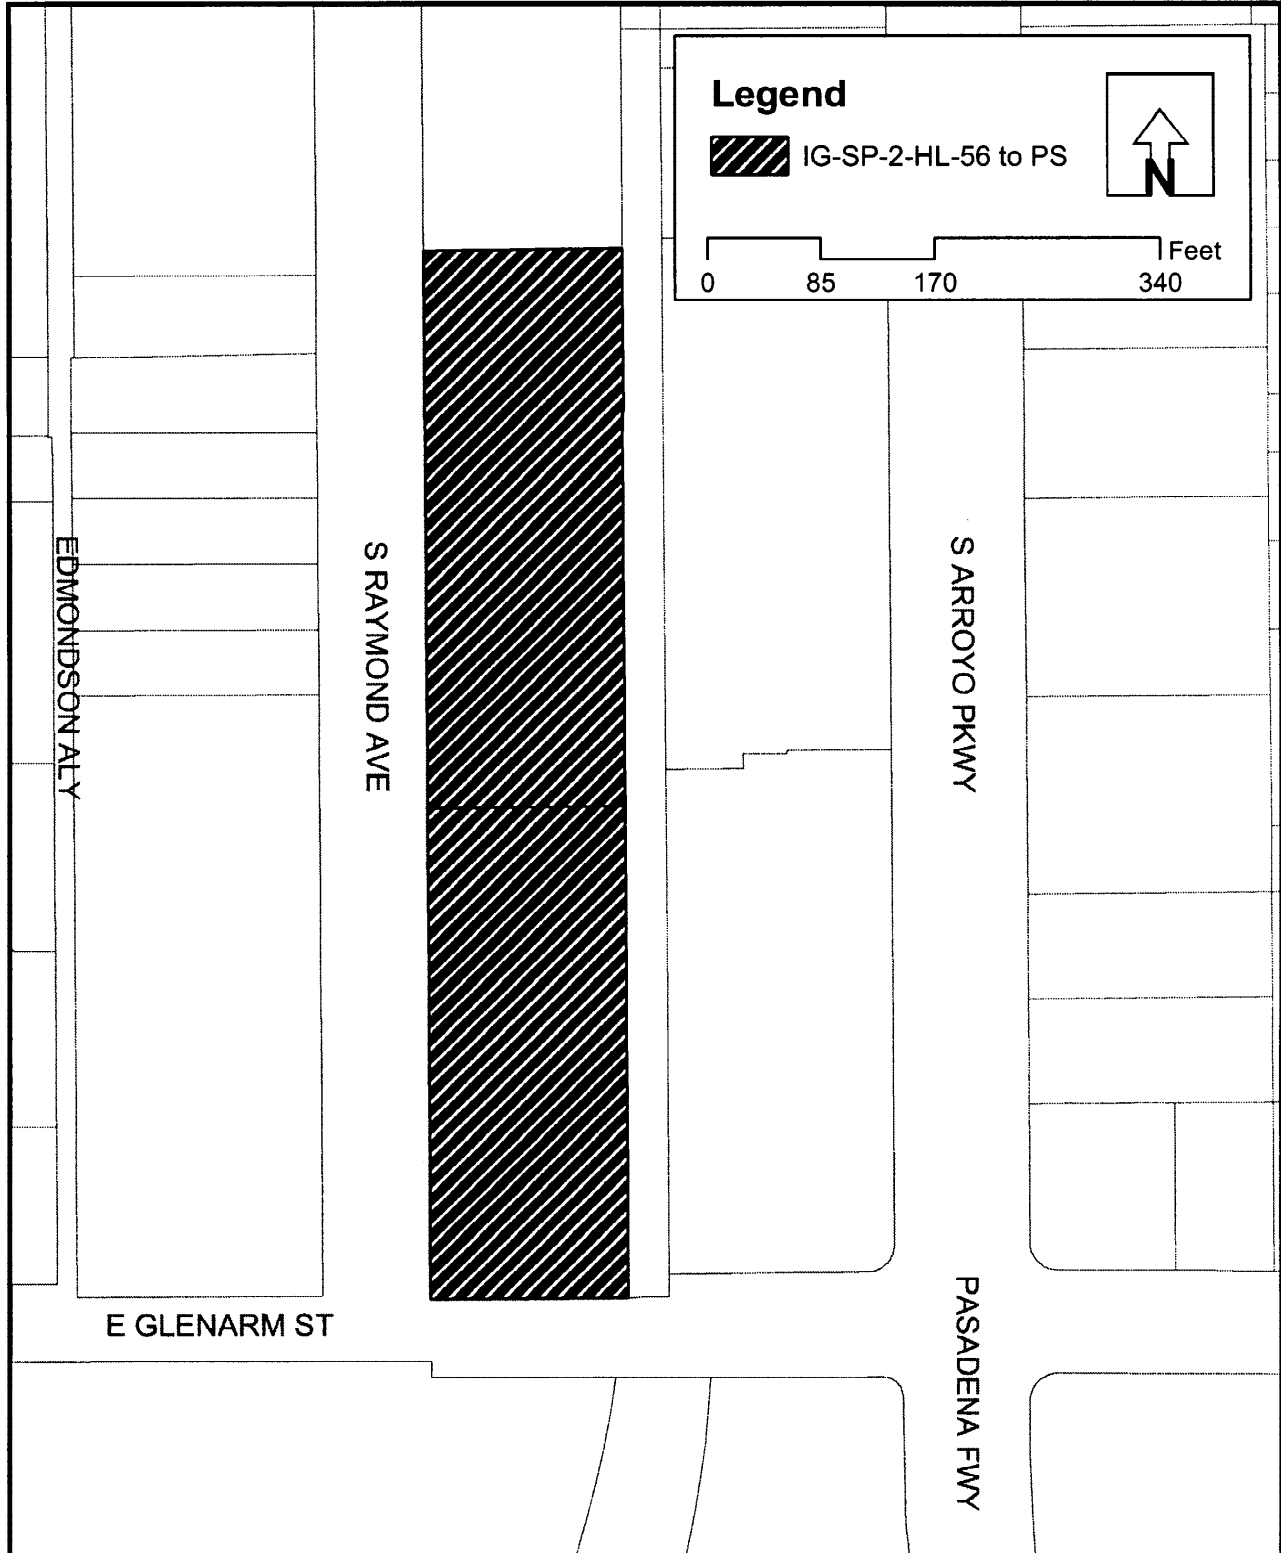 Legend
IG-SP-2-HL-56 to PS
N
Feet
0 85 170 340
EDMONDSON ALY
S RAYMOND AVE
S ARROYO PKWY
E GLENARM ST
PASADENA FWY